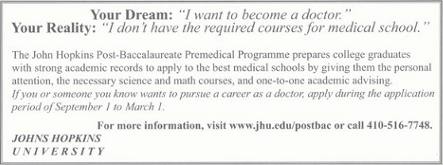 Your Dream: “I want to become a doctor.”
Your Reality: “I don't have the required courses for medical school.”
The John Hopkins Post-Baccalaureate Premedical Programme prepares college graduates
with strong academic records to apply to the best medical schools by giving them the personal
attention, the necessary science and math courses, and one-to-one academic advising.
If you or someone you know wants to pursue a career as a doctor, apply during the application
period of September 1 to March 1.
For more information, visit www.jhu.edu/postbac or call 410-516-7748.
JOHNS HOPKINS
UNIVERSITY